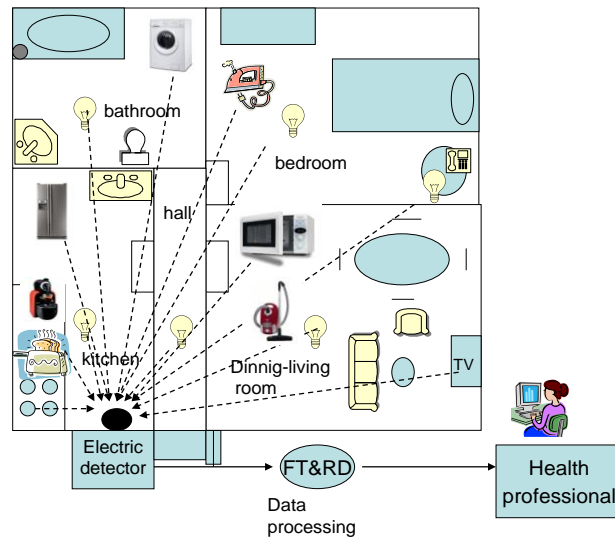 bathroom
bedroom
hall
kitchen
Dinnig-living
room
TV
Electric
detector
FT&RD
Data
processing
Health
professional